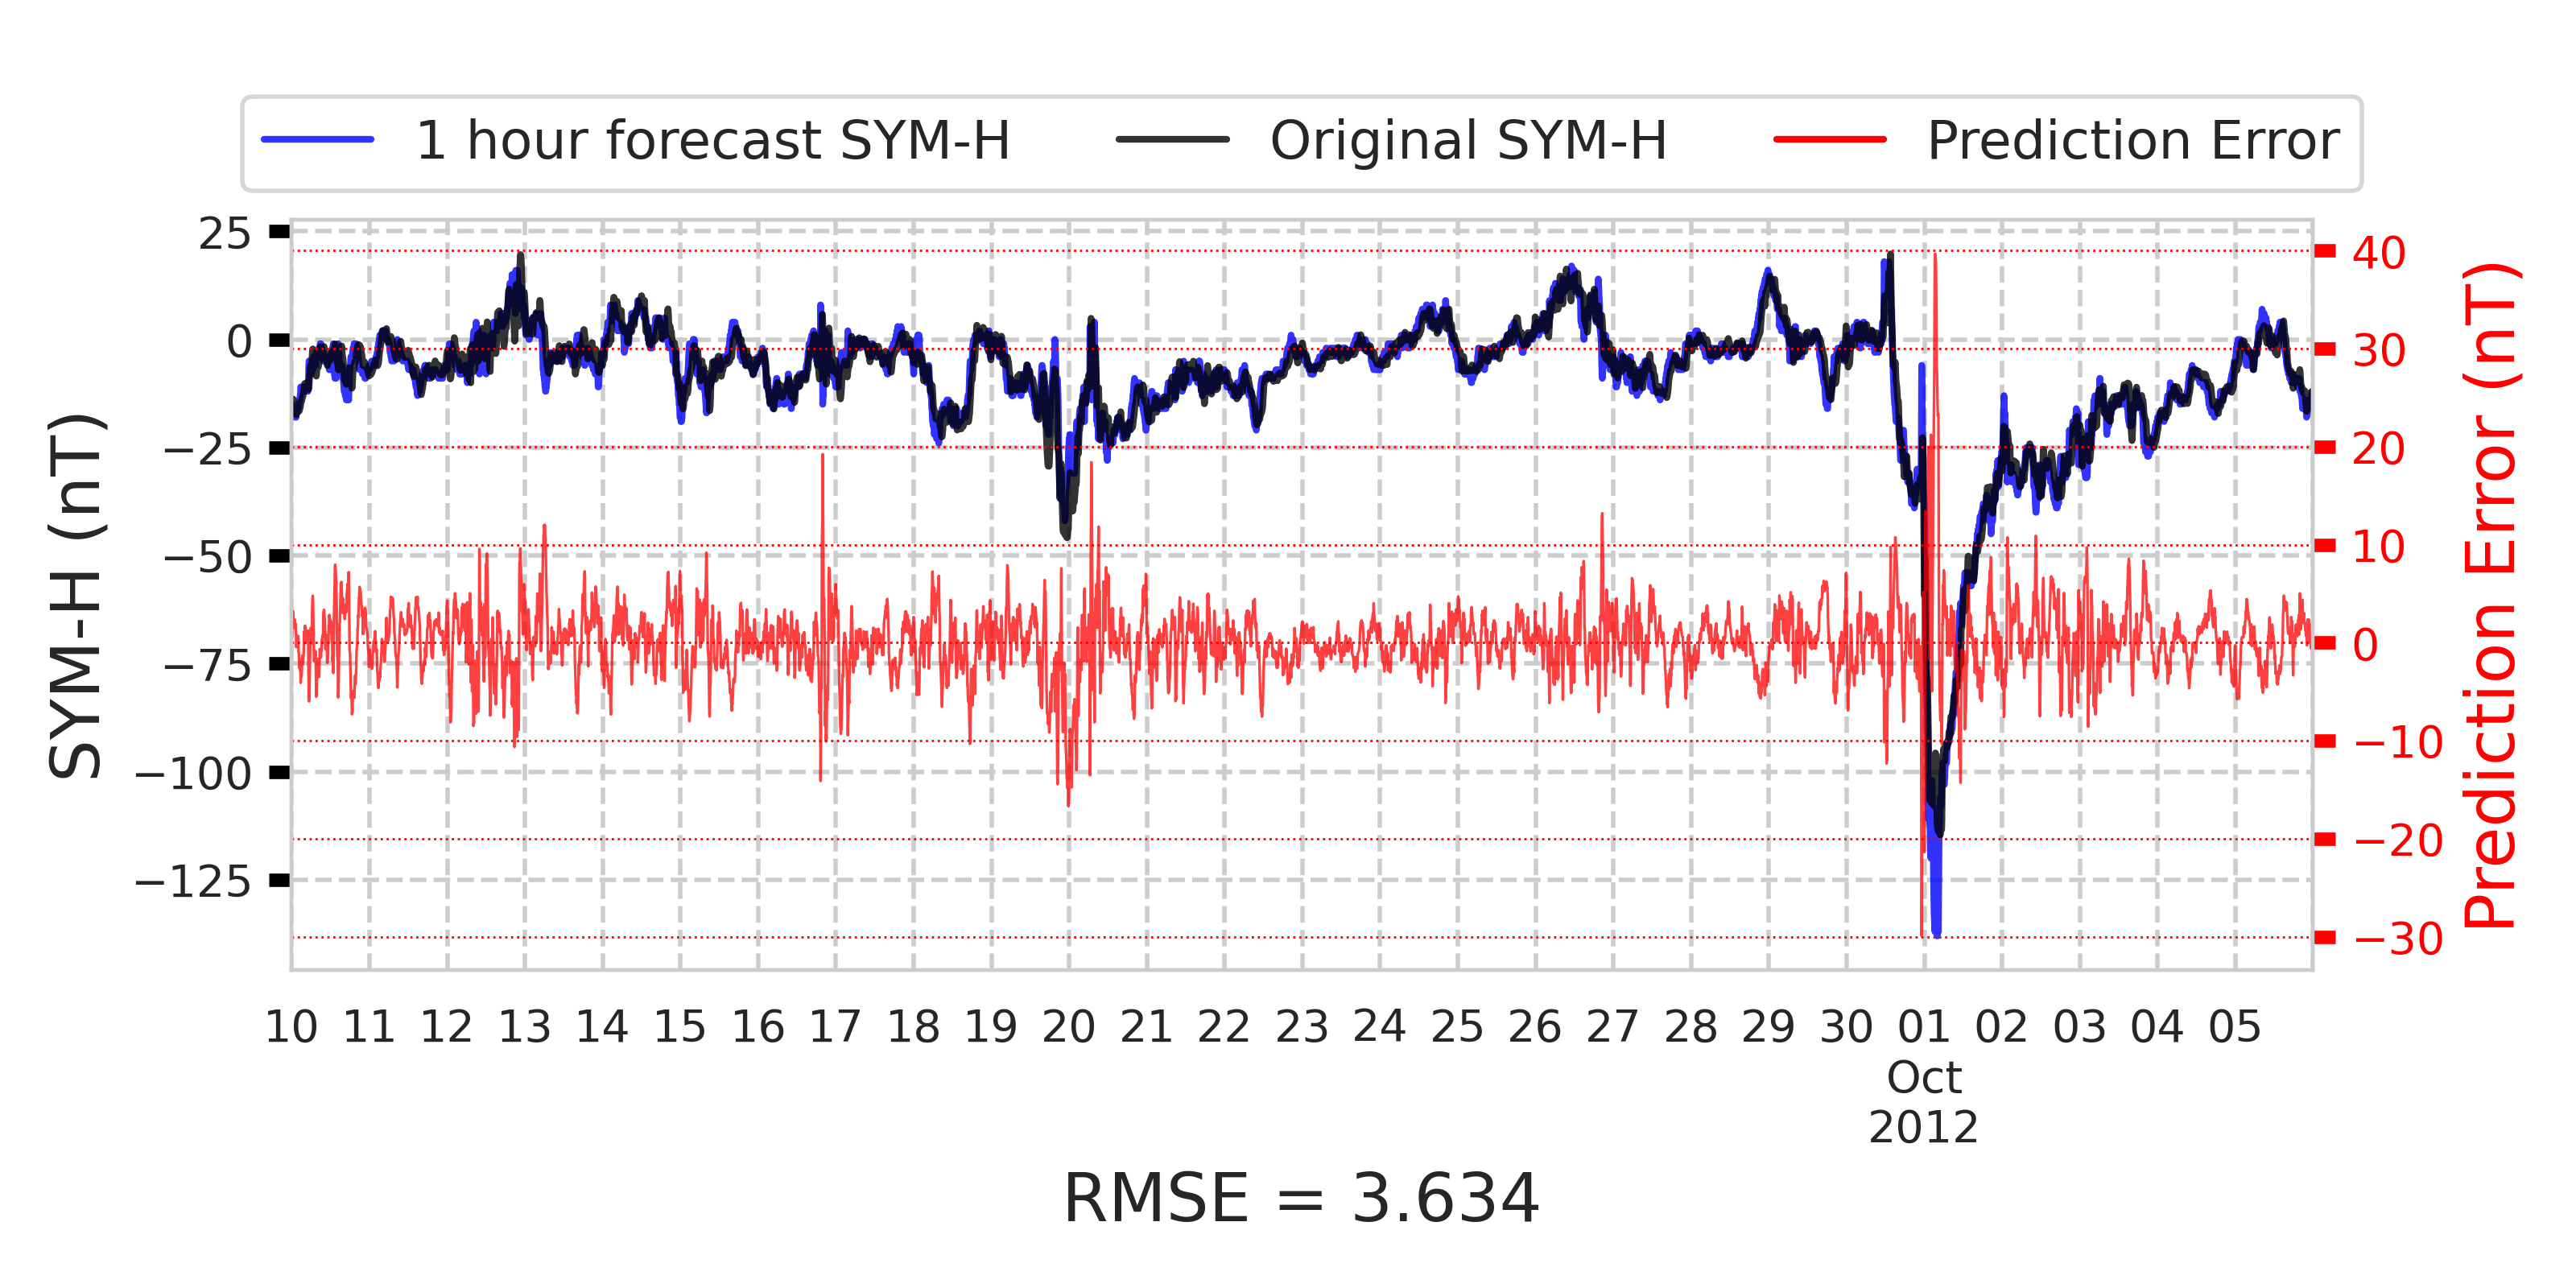 1 hour forecast SYM-H Original SYM-H Prediction Error
SYM-H (nT)
25
0
−25
−50
−75
−100
−125
40
30
20
10
0
−10
−20
−30
Prediction Error (nT)
10 11 12 13 14 15 16 17 18 19 20 21 22 23 24 25 26 27 28 29 30 01 02 03 04 05
Oct
2012
RMSE = 3.634